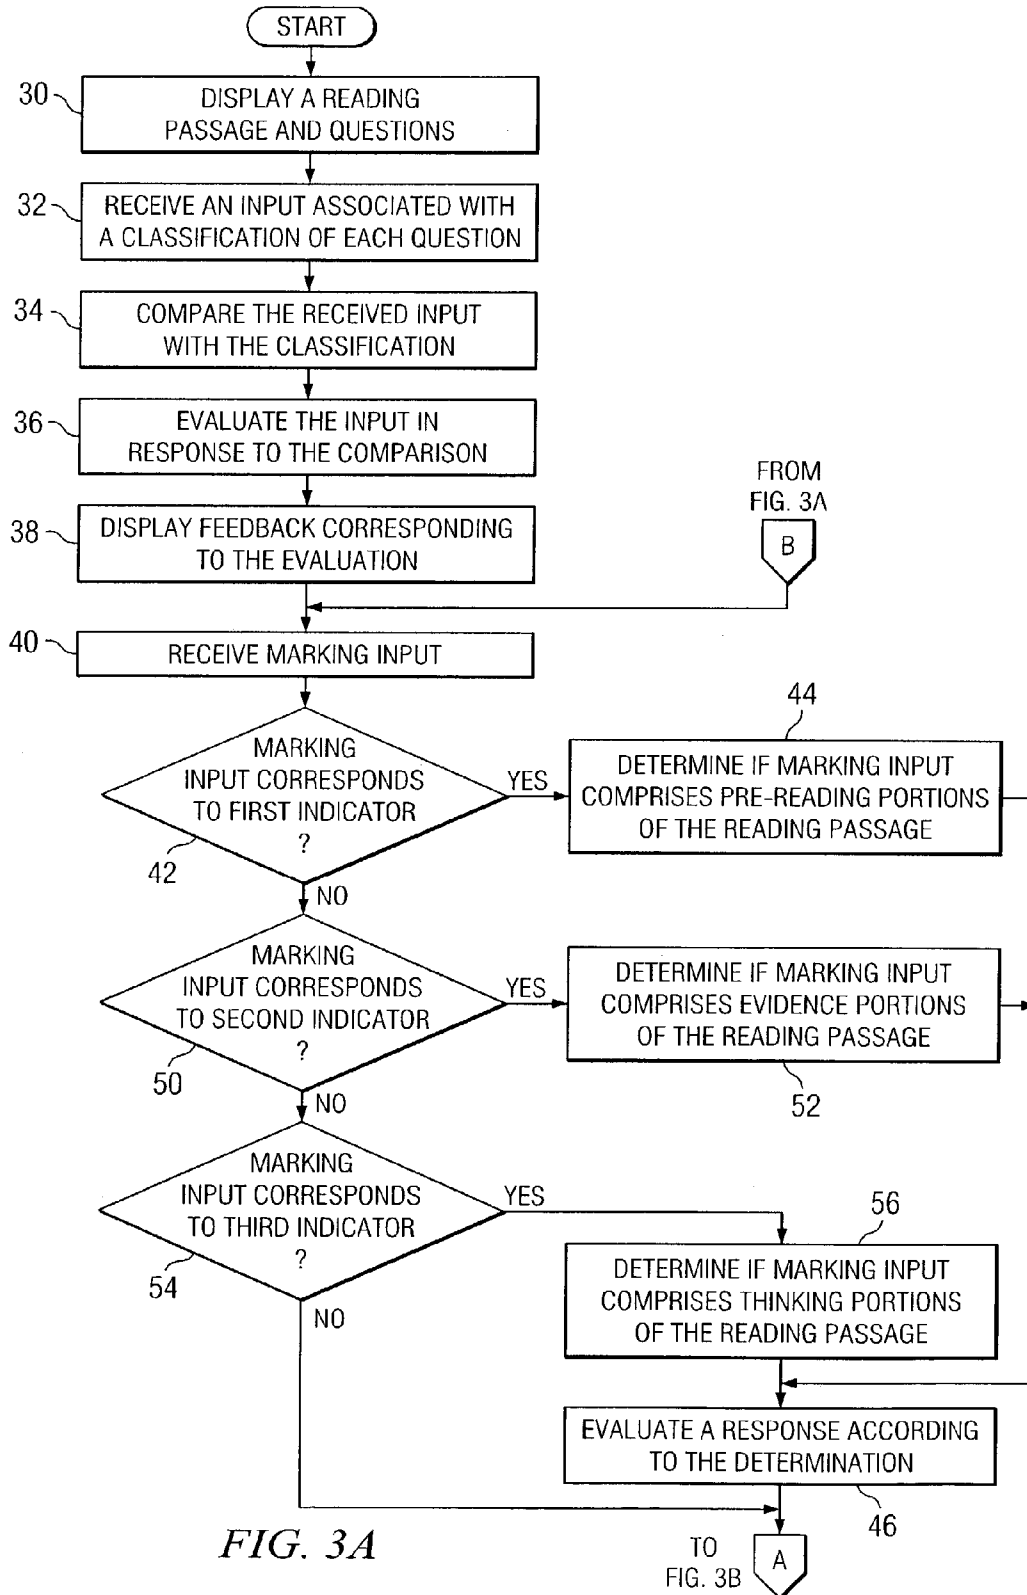 START
30
DISPLAY A READING
PASSAGE AND QUESTIONS
32
RECEIVE AN INPUT ASSOCIATED WITH
A CLASSIFICATION OF EACH QUESTION
34
COMPARE THE RECEIVED INPUT
WITH THE CLASSIFICATION
36
EVALUATE THE INPUT IN
RESPONSE TO THE COMPARISON
38
DISPLAY FEEDBACK CORRESPONDING
TO THE EVALUATION
FROM
FIG. 3A
B
40
RECEIVE MARKING INPUT
MARKING
INPUT CORRESPONDS
TO FIRST INDICATOR
?
42
YES
NO
44
DETERMINE IF MARKING INPUT
COMPRISES PRE-READING PORTIONS
OF THE READING PASSAGE
MARKING
INPUT CORRESPONDS
TO SECOND INDICATOR
?
50
YES
NO
DETERMINE IF MARKING INPUT
COMPRISES EVIDENCE PORTIONS
OF THE READING PASSAGE
52
MARKING
INPUT CORRESPONDS
TO THIRD INDICATOR
?
54
YES
NO
56
DETERMINE IF MARKING INPUT
COMPRISES THINKING PORTIONS
OF THE READING PASSAGE
EVALUATE A RESPONSE ACCORDING
TO THE DETERMINATION
46
FIG. 3A
TO
FIG. 3B
A